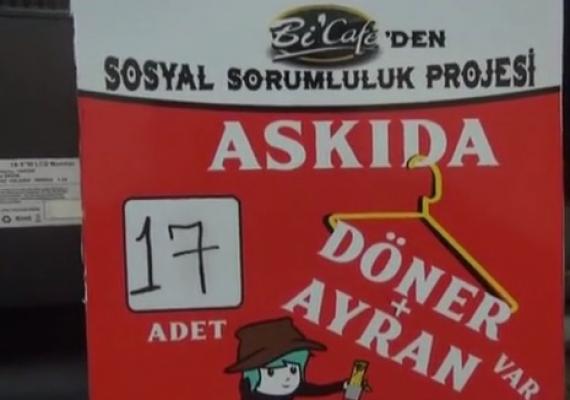 Bi'Cafe 'DEN
SOSYAL SORUMLULUK PROJESİ
ASKIDA
17
ADET
DÖNER
+
AYRAN
VAR